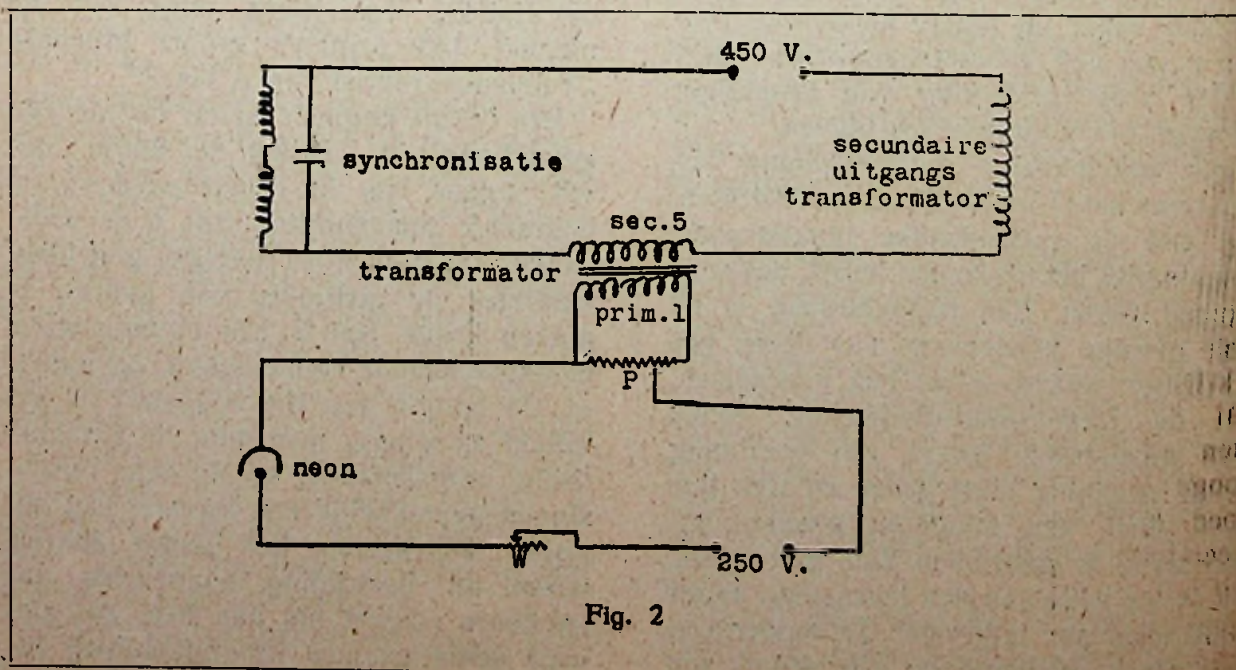 450 V.
synchronisatie
secundaire
uitgangs
transformator
sec.5
transformator
prim.1
P
neon
W
250 V.
Fig. 2